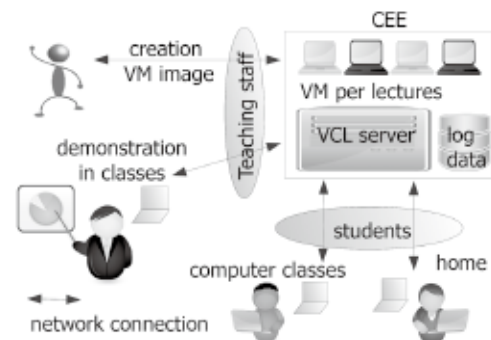 CEE
creation
VM image
Teaching staff
VM per lectures
VCL server
log
data
demonstration
in classes
students
computer classes
home
network connection